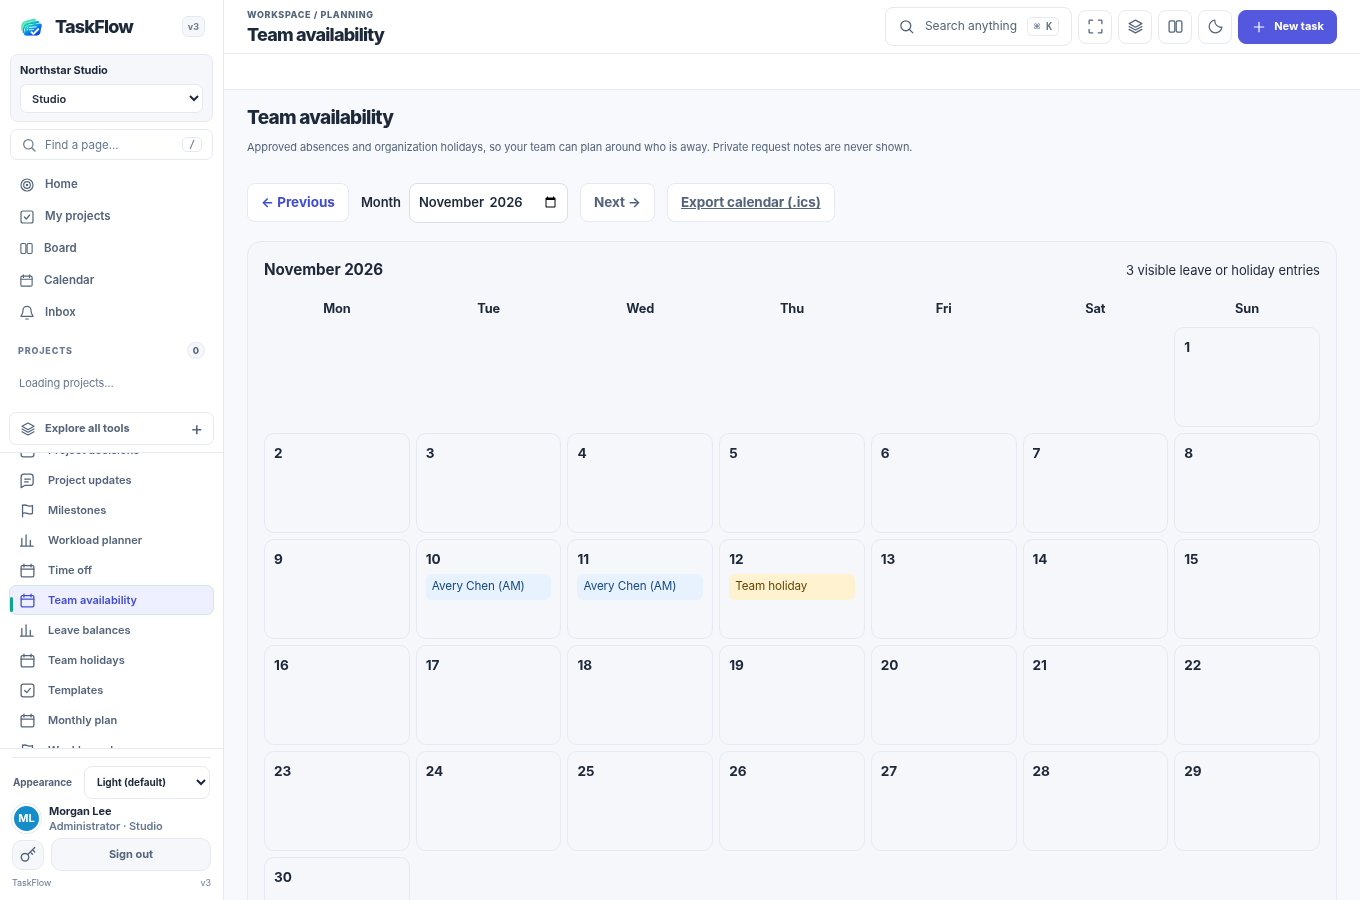 TaskFlow
v3
Northstar Studio
Studio
Find a page...
/
Home
My projects
Board
Calendar
Inbox
PROJECTS
0
Loading projects...
Explore all tools
+
Project updates
Milestones
Workload planner
Time off
Team availability
Leave balances
Team holidays
Templates
Monthly plan
Appearance
Light (default)
ML
Morgan Lee
Administrator · Studio
Sign out
TaskFlow
v3
WORKSPACE / PLANNING
Team availability
Search anything
⌘ K
+ New task
Team availability
Approved absences and organization holidays, so your team can plan around who is away. Private request notes are never shown.
← Previous
Month
November 2026
Next →
Export calendar (.ics)
November 2026
3 visible leave or holiday entries
Mon Tue Wed Thu Fri Sat Sun
1
2 3 4 5 6 7 8
9 10 11 12 13 14 15
Avery Chen (AM) Avery Chen (AM) Team holiday
16 17 18 19 20 21 22
23 24 25 26 27 28 29
30